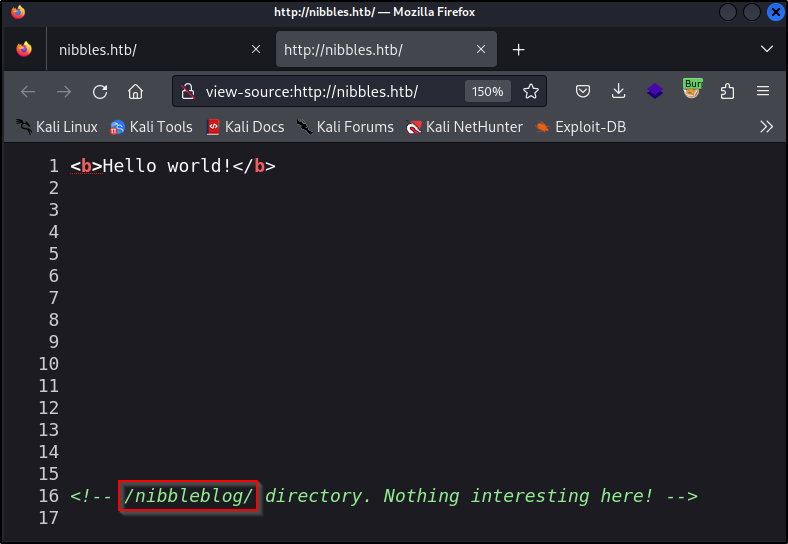 http://nibbles.htb/ — Mozilla Firefox
nibbles.htb/ http://nibbles.htb/
view-source:http://nibbles.htb/ 150%
Kali Linux Kali Tools Kali Docs Kali Forums Kali NetHunter Exploit-DB
1 <b>Hello world!</b>
2
3
4
5
6
7
8
9
10
11
12
13
14
15
16 <!-- /nibbleblog/ directory. Nothing interesting here! -->
17